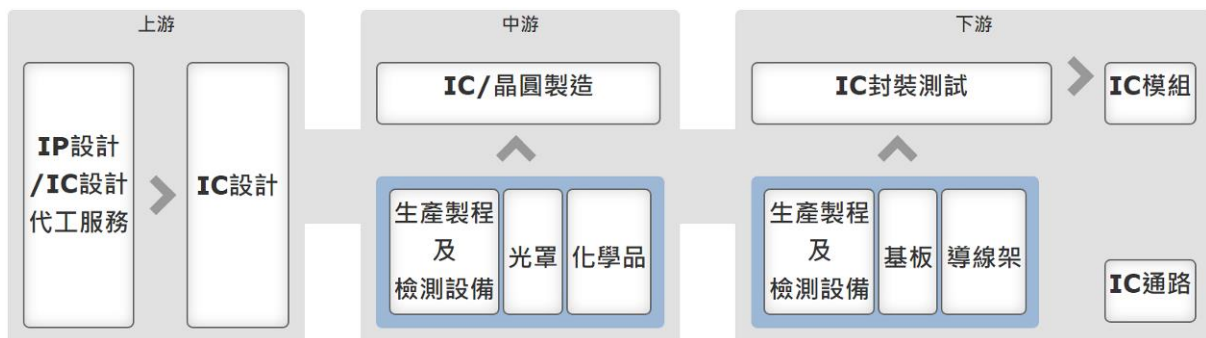 上游
IP設計
/IC設計
代工服務
IC設計
中游
IC/晶圓製造
生產製程
及
檢測設備
光罩
化學品
下游
IC封裝測試
IC模組
生產製程
及
檢測設備
基板
導線架
IC通路